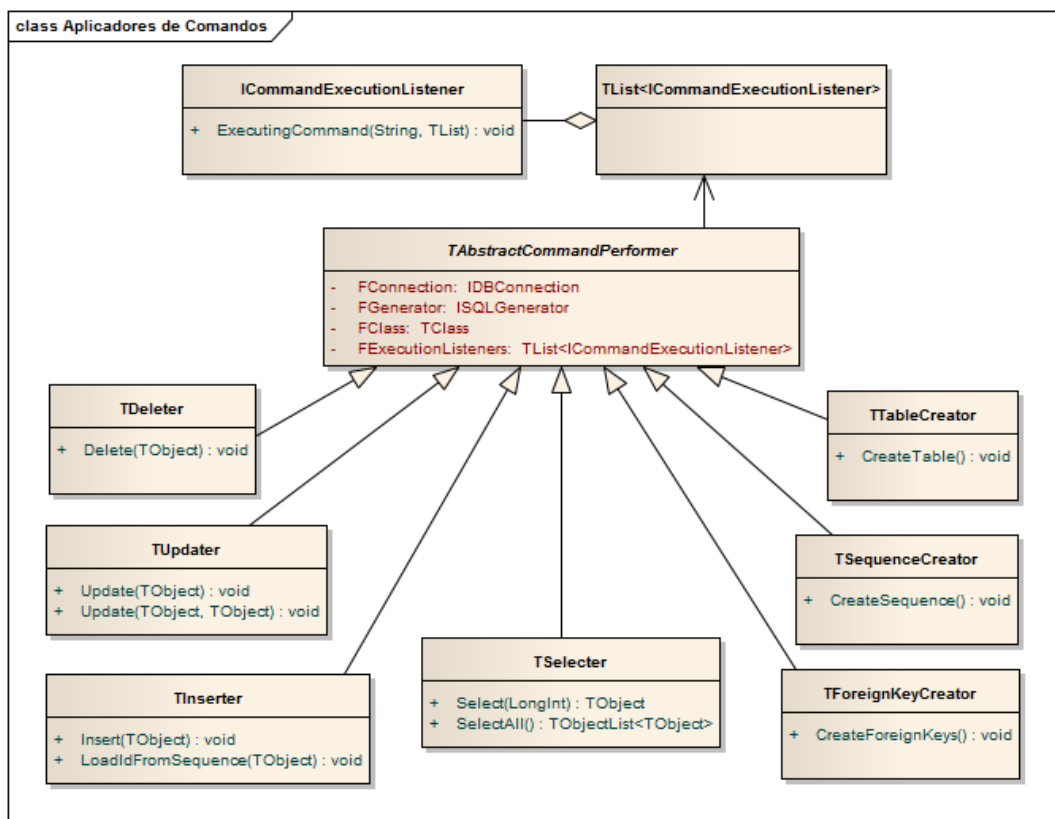 class Aplicadores de Comandos
ICommandExecutionListener
+ ExecutingCommand(String, TList) : void
TList<ICommandExecutionListener>
TAbstractCommandPerformer
- FConnection: IDBConnection
- FGenerator: ISQLGenerator
- FClass: TClass
- FExecutionListeners: TList<ICommandExecutionListener>
TDeleter
+ Delete(TObject) : void
TTableCreator
+ CreateTable() : void
TUpdater
+ Update(TObject) : void
+ Update(TObject, TObject) : void
TSequenceCreator
+ CreateSequence() : void
TInserter
+ Insert(TObject) : void
+ LoadIdFromSequence(TObject) : void
TSelecter
+ Select(LongInt) : TObject
+ SelectAll() : TObjectList<TObject>
TForeignKeyCreator
+ CreateForeignKeys() : void